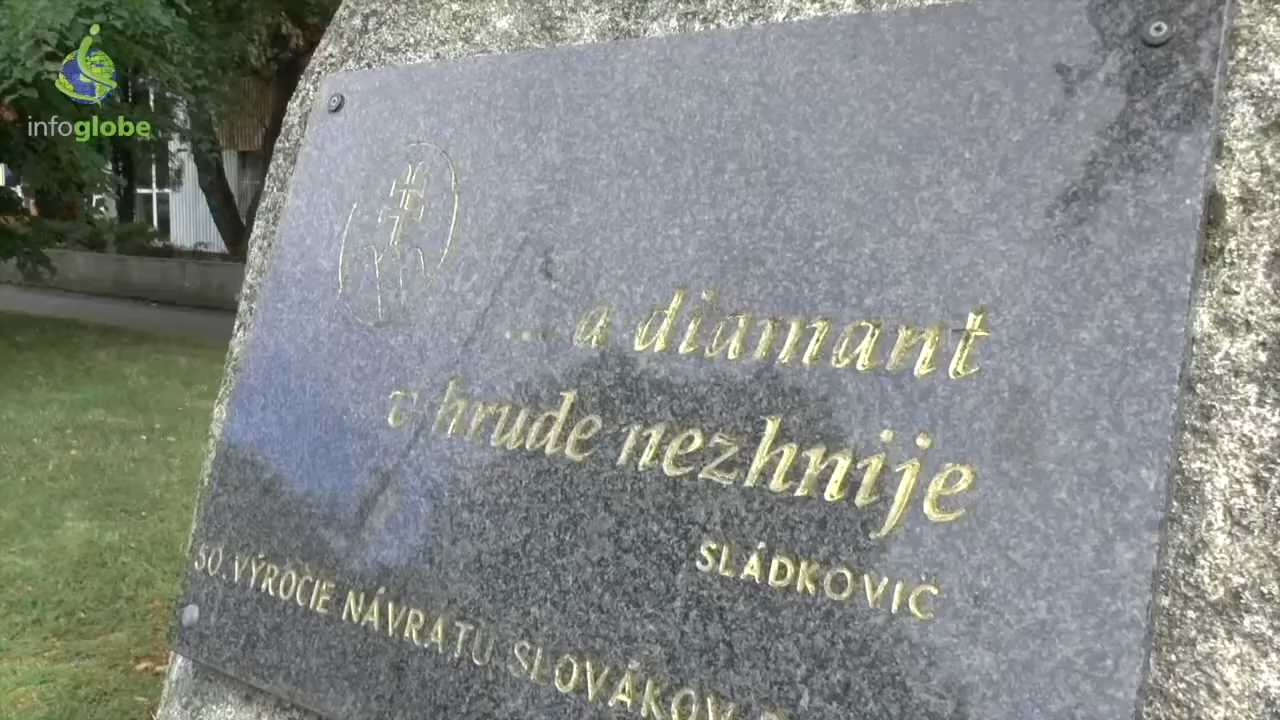 infoglobe
... a diamant
v hrude nezhnije
SLÁDKOVIČ
50. VÝROČIE NÁVRATU SLOVÁKOV